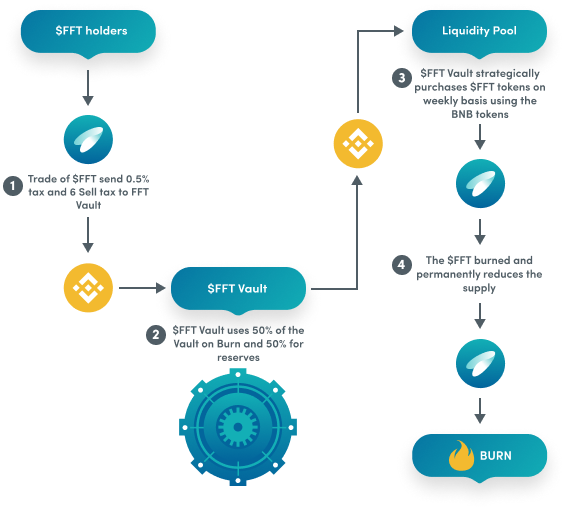 $FFT holders
1
Trade of $FFT send 0.5%
tax and 6 Sell tax to FFT
Vault
$FFT Vault
2
$FFT Vault uses 50% of the
Vault on Burn and 50% for
reserves
Liquidity Pool
3
$FFT Vault strategically
purchases $FFT tokens on
weekly basis using the
BNB tokens
4
The $FFT burned and
permanently reduces the
supply
BURN